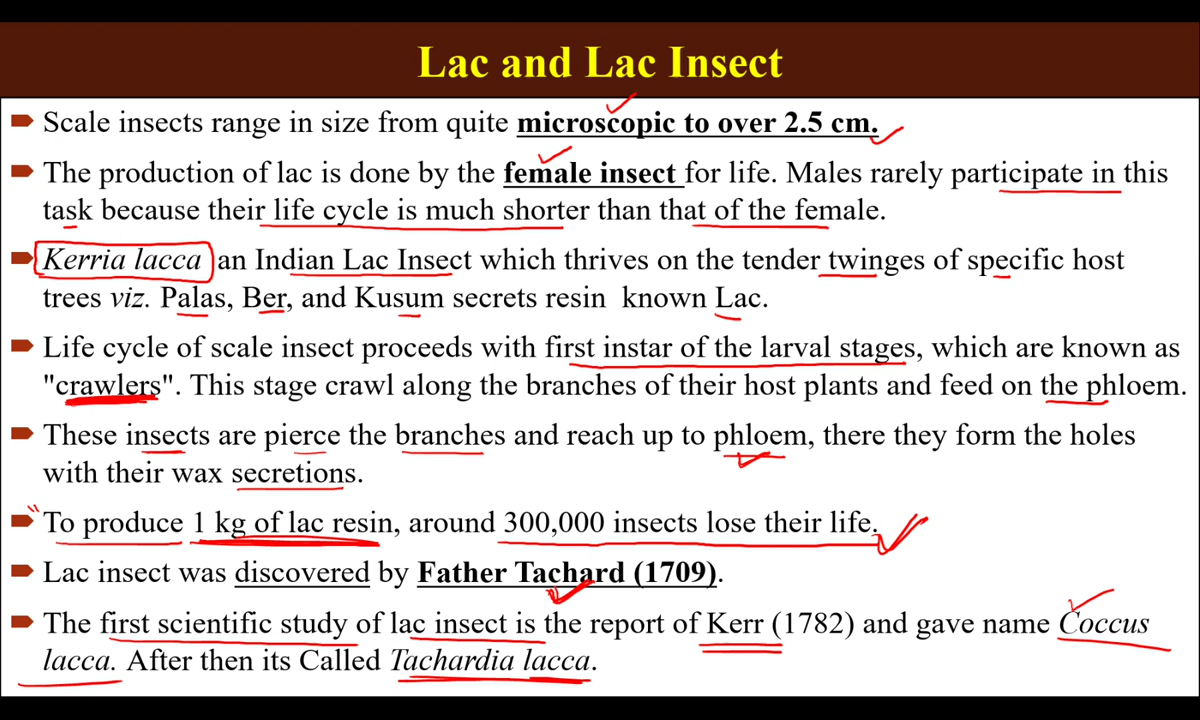 Lac and Lac Insect
Scale insects range in size from quite microscopic to over 2.5 cm.
The production of lac is done by the female insect for life. Males rarely participate in this
task because their life cycle is much shorter than that of the female.
Kerria lacca an Indian Lac Insect which thrives on the tender twinges of specific host
trees viz. Palas, Ber, and Kusum secrets resin known Lac.
Life cycle of scale insect proceeds with first instar of the larval stages, which are known as
"crawlers". This stage crawl along the branches of their host plants and feed on the phloem.
These insects are pierce the branches and reach up to phloem, there they form the holes
with their wax secretions.
To produce 1 kg of lac resin, around 300,000 insects lose their life.
Lac insect was discovered by Father Tachard (1709).
The first scientific study of lac insect is the report of Kerr (1782) and gave name Coccus
lacca. After then its Called Tachardia lacca.